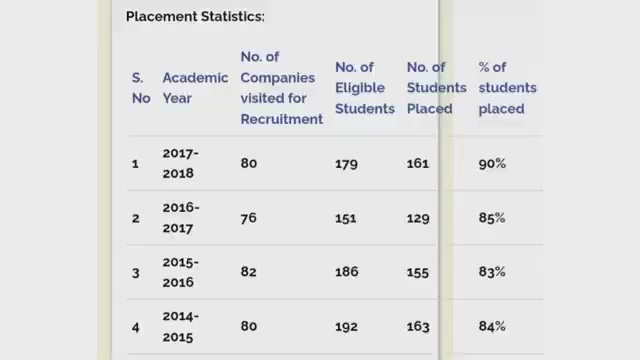 Placement Statistics:
S. No Academic Year No. of Companies visited for Recruitment No. of Eligible Students No. of Students Placed % of students placed
1 2017-2018 80 179 161 90%
2 2016-2017 76 151 129 85%
3 2015-2016 82 186 155 83%
4 2014-2015 80 192 163 84%